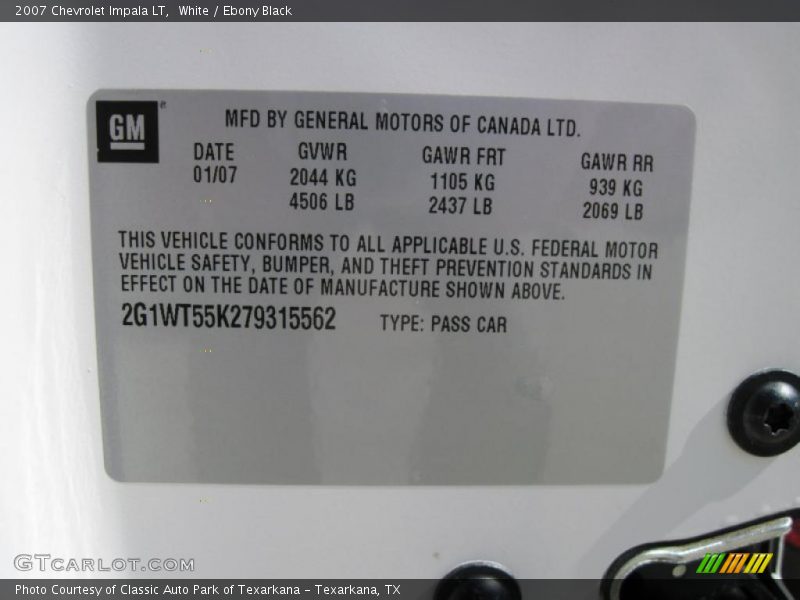 2007 Chevrolet Impala LT,  White / Ebony Black
GM
MFD BY GENERAL MOTORS OF CANADA LTD.
DATE GVWR GAWR FRT GAWR RR
01/07 2044 KG 1105 KG 939 KG
4506 LB 2437 LB 2069 LB
THIS VEHICLE CONFORMS TO ALL APPLICABLE U.S. FEDERAL MOTOR
VEHICLE SAFETY, BUMPER, AND THEFT PREVENTION STANDARDS IN
EFFECT ON THE DATE OF MANUFACTURE SHOWN ABOVE.
2G1WT55K279315562 TYPE: PASS CAR
GTCARLOT.COM
Photo Courtesy of Classic Auto Park of Texarkana - Texarkana, TX